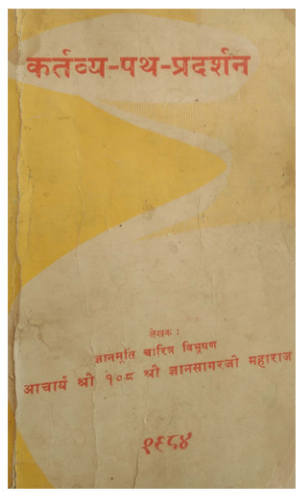 कर्तव्य-पथ-प्रदर्शन
लेखक :
ज्ञानमूर्ति चारित्र विभूषण
आचार्य श्री १०८ श्री ज्ञानसागरजी महाराज
१९८४